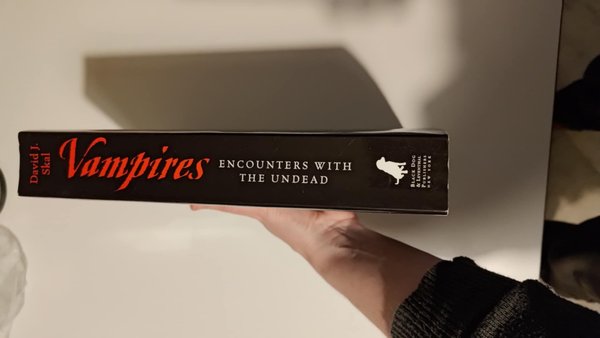 David J.
Skal
Vampires
ENCOUNTERS WITH
THE UNDEAD
BLACK DOG
& LEVENTHAL
PUBLISHERS
NEW YORK